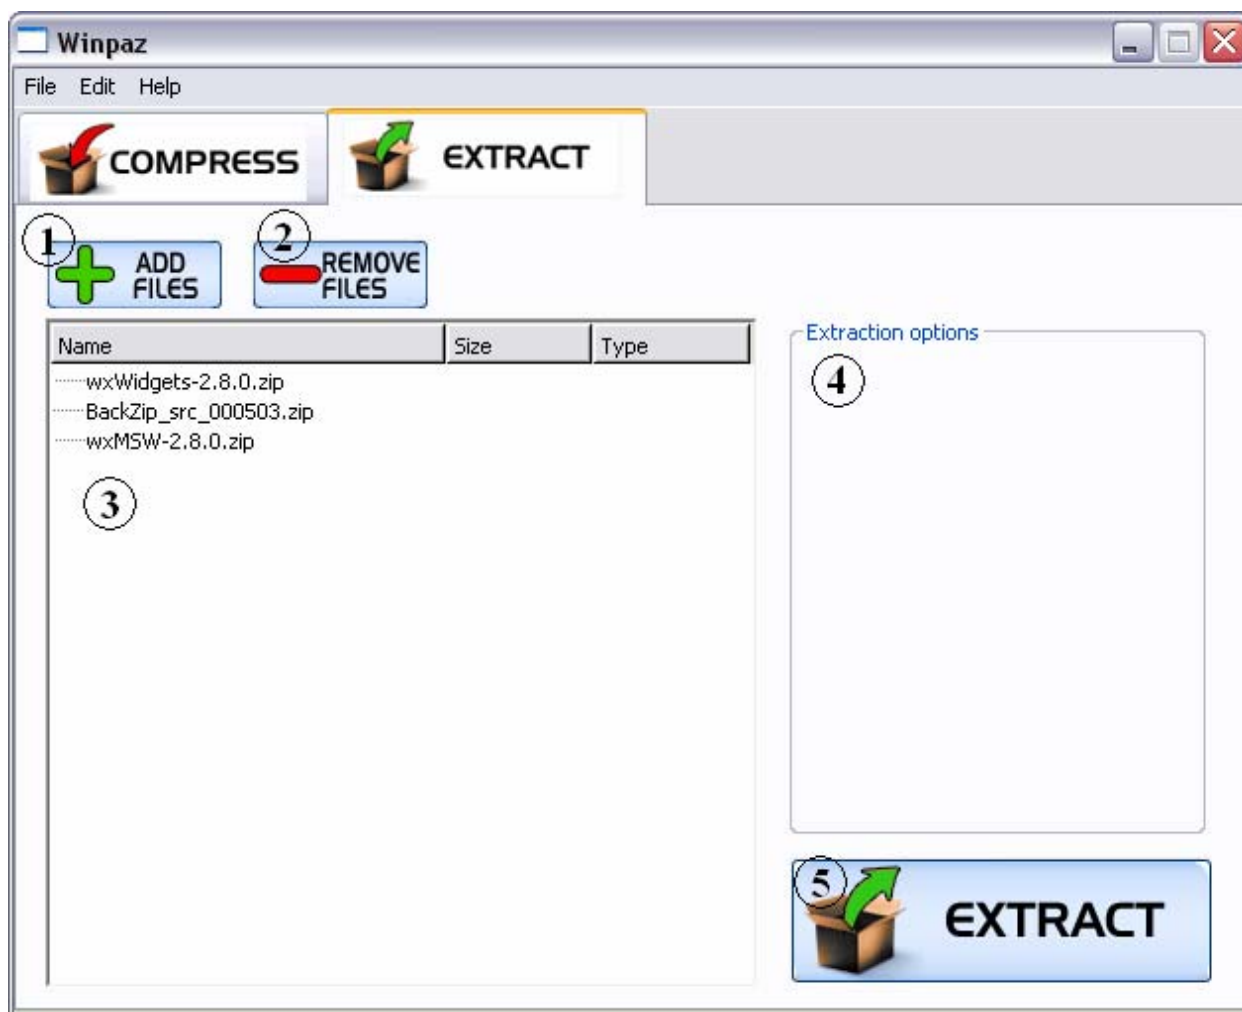 Winpaz
File Edit Help
COMPRESS
EXTRACT
1
ADD
FILES
2
REMOVE
FILES
Name Size Type
wxWidgets-2.8.0.zip
BackZip_src_000503.zip
wxMSW-2.8.0.zip
3
Extraction options
4
5
EXTRACT